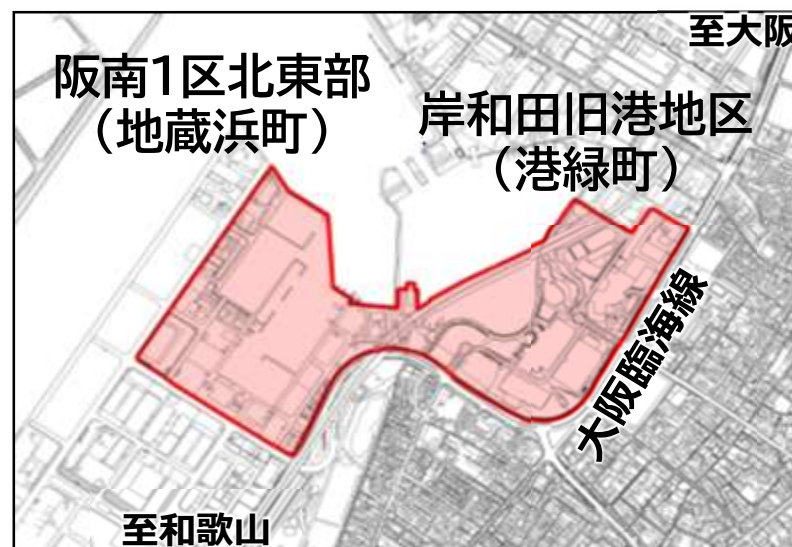 至大阪
阪南1区北東部
（地蔵浜町）
岸和田旧港地区
（港緑町）
大阪臨海線
至和歌山